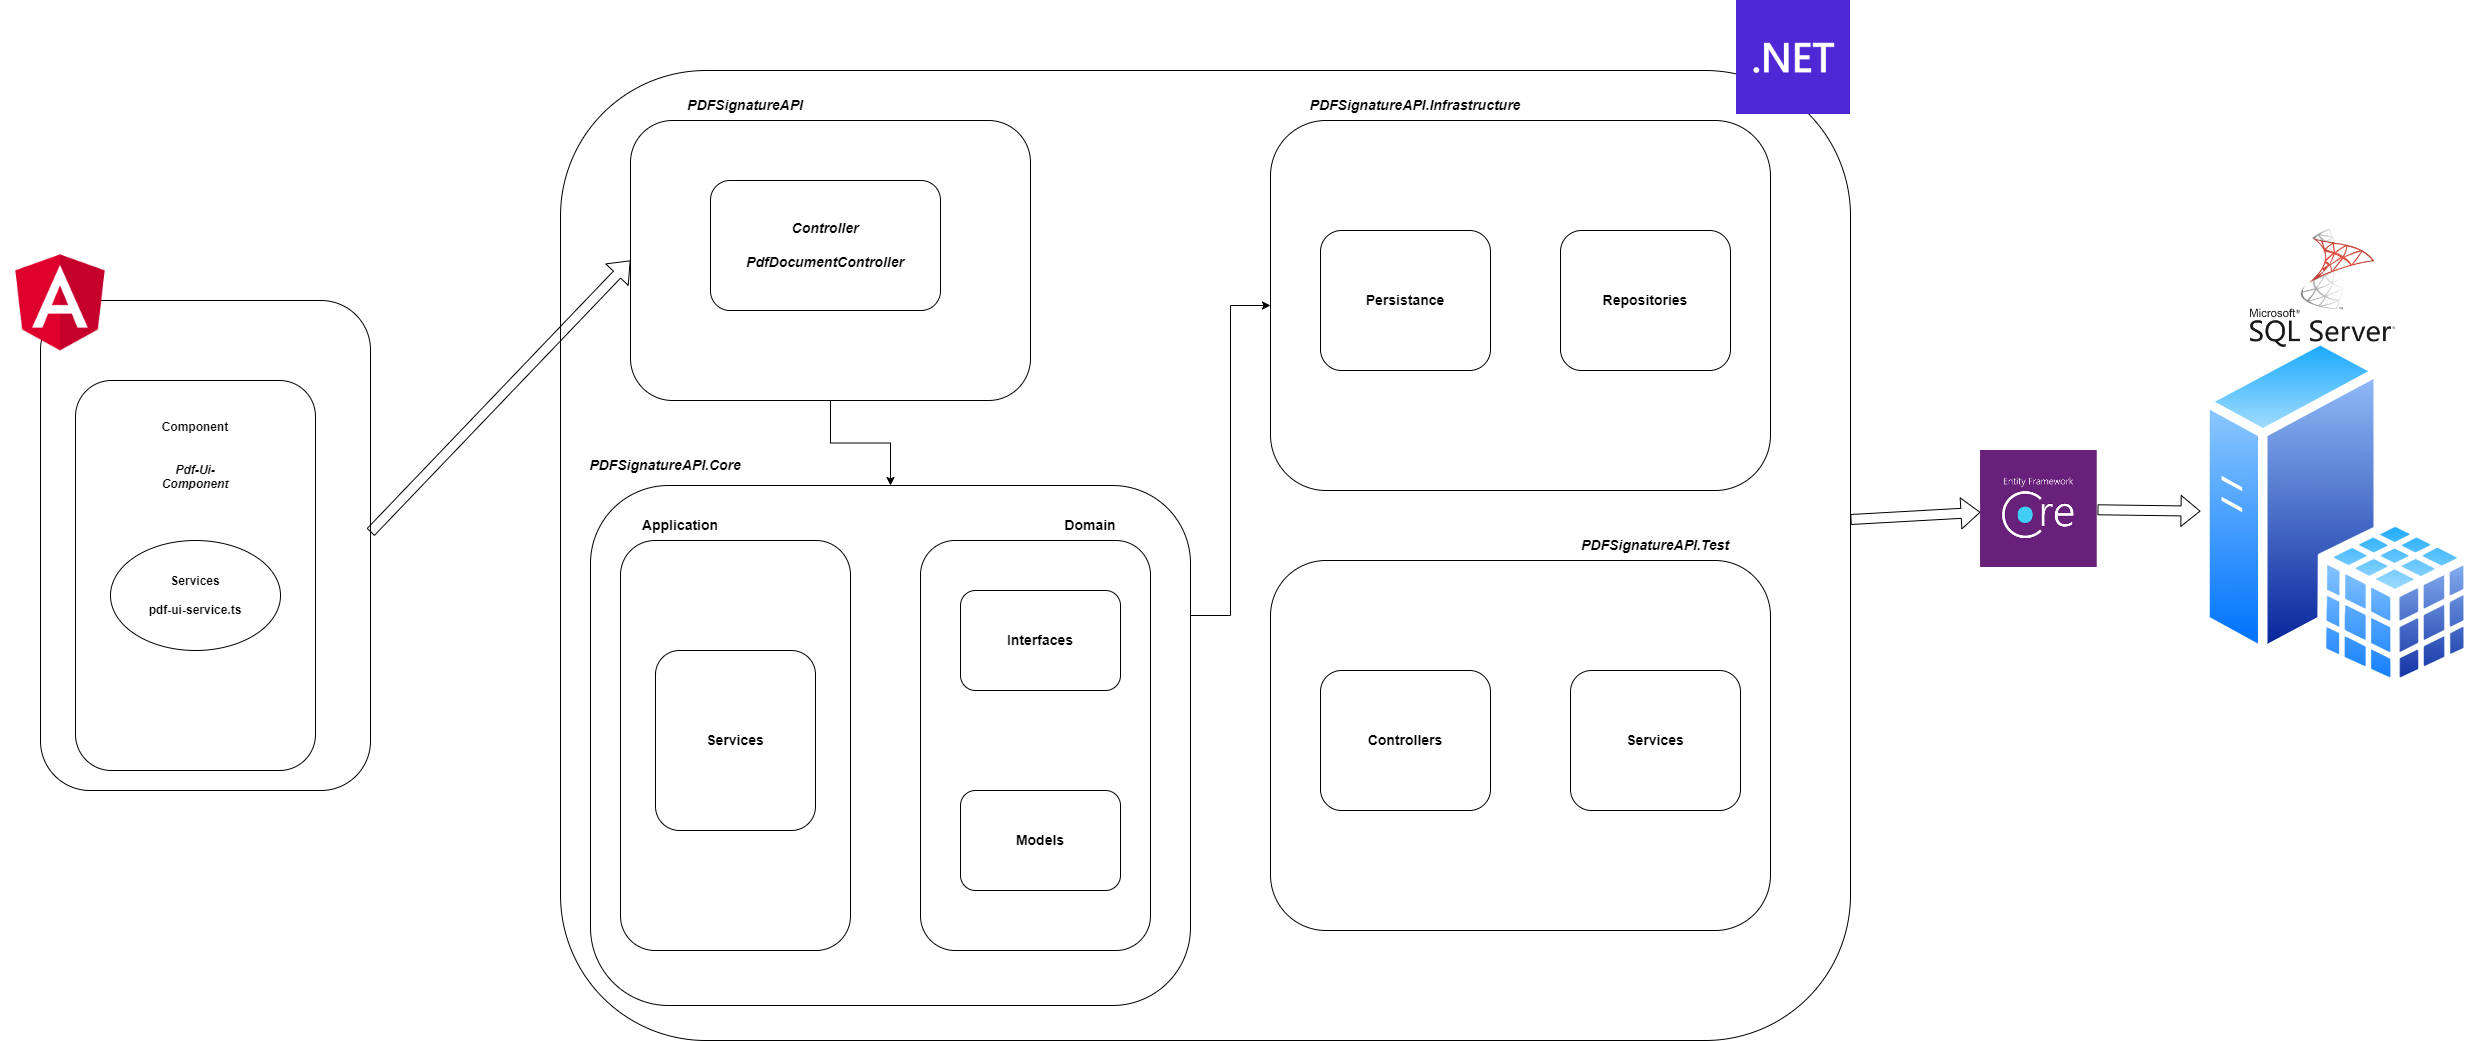 A
Component
Pdf-Ui-
Component
Services
pdf-ui-service.ts
.NET
PDFSignatureAPI
Controller
PdfDocumentController
PDFSignatureAPI.Core
Application
Services
Domain
Interfaces
Models
PDFSignatureAPI.Infrastructure
Persistance
Repositories
PDFSignatureAPI.Test
Controllers
Services
Entity Framework
Core
Microsoft®
SQL Server®